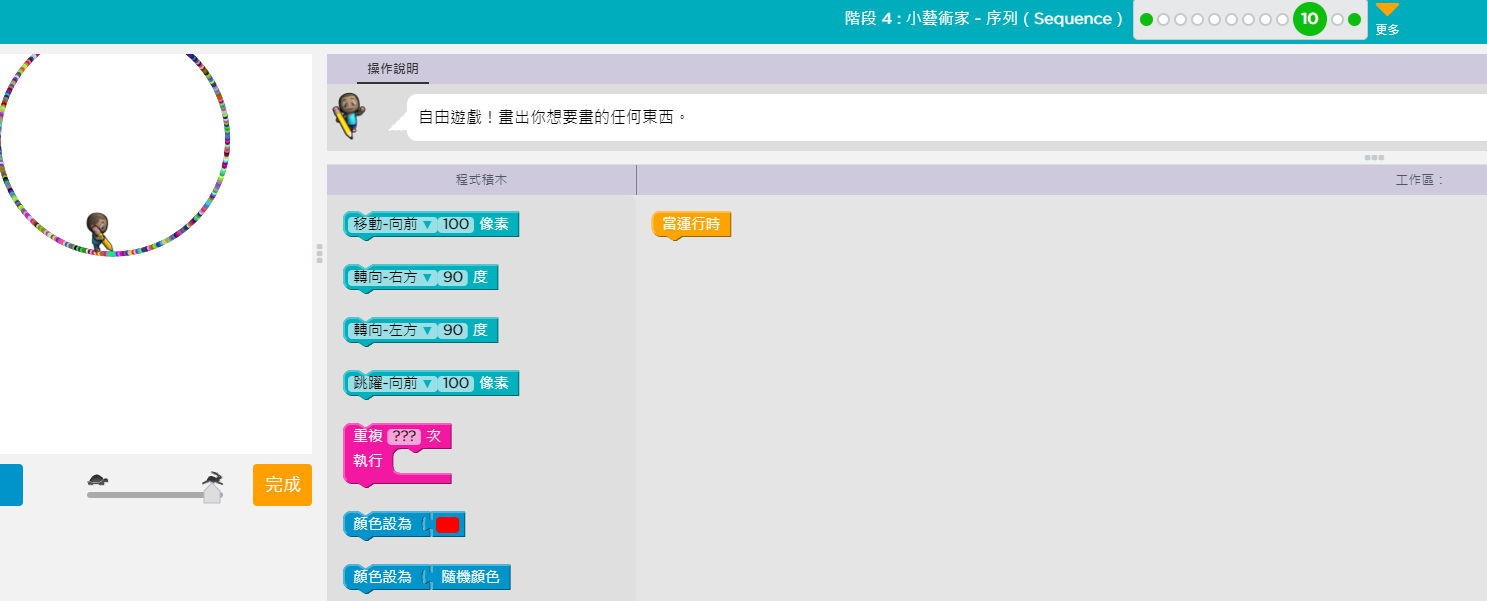 階段 4 : 小藝術家 - 序列 ( Sequence )
10
更多
操作說明
自由遊戲！畫出你想要畫的任何東西。
程式積木
工作區：
移動-向前 ▼ 100 像素
當運行時
轉向-右方 ▼ 90 度
轉向-左方 ▼ 90 度
跳躍-向前 ▼ 100 像素
重複 ??? 次
執行
完成
顏色設為
顏色設為 隨機顏色